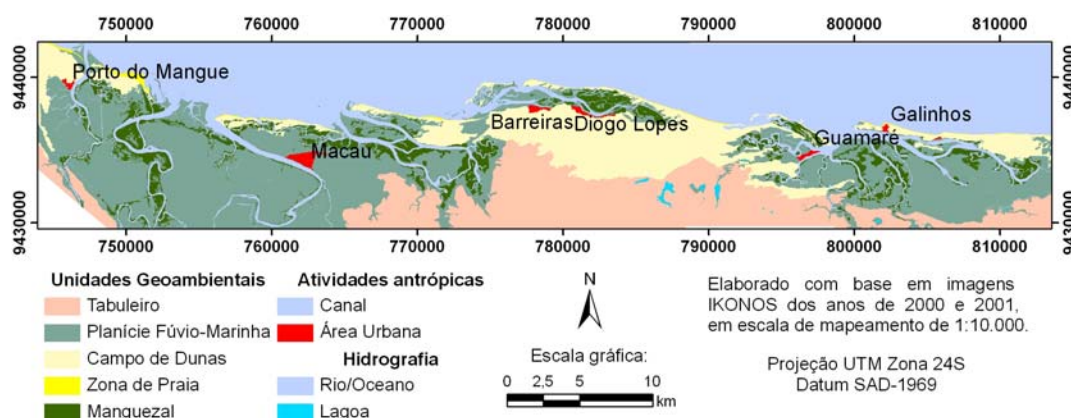 750000 760000 770000 780000 790000 800000 810000
9440000
9440000
Porto do Mangue
Galinhos
Barreiras
Diogo Lopes
Guamaré
Macau
9430000
9430000
750000 760000 770000 780000 790000 800000 810000
Unidades Geoambientais
Tabuleiro
Planície Fúvio-Marinha
Campo de Dunas
Zona de Praia
Manguezal
Atividades antrópicas
Canal
Área Urbana
Hidrografia
Rio/Oceano
Lagoa
N
Escala gráfica:
0 2,5 5 10
km
Elaborado com base em imagens
IKONOS dos anos de 2000 e 2001,
em escala de mapeamento de 1:10.000.
Projeção UTM Zona 24S
Datum SAD-1969